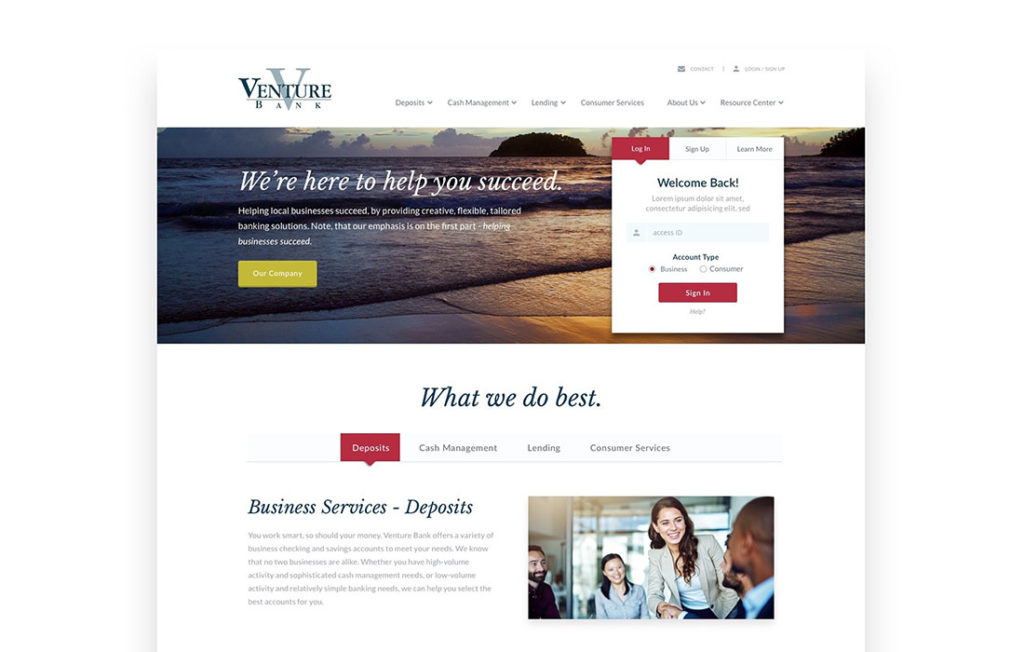 CONTACT | LOGIN / SIGN UP
VENTURE
BANK
Deposits Cash Management Lending Consumer Services About Us Resource Center
We're here to help you succeed.
Helping local businesses succeed, by providing creative, flexible, tailored
banking solutions. Note, that our emphasis is on the first part - helping
businesses succeed.
Our Company
Log In Sign Up Learn More
Welcome Back!
Lorem ipsum dolor sit amet,
consectetur adipisicing elit, sed
access ID
Account Type
Business Consumer
Sign In
Help?
What we do best.
Deposits Cash Management Lending Consumer Services
Business Services - Deposits
You work smart, so should your money. Venture Bank offers a variety of
business checking and savings accounts to meet your needs. We know
that no two businesses are alike. Whether you have high-volume
activity and sophisticated cash management needs, or low-volume
activity and relatively simple banking needs, we can help you select the
best accounts for you.